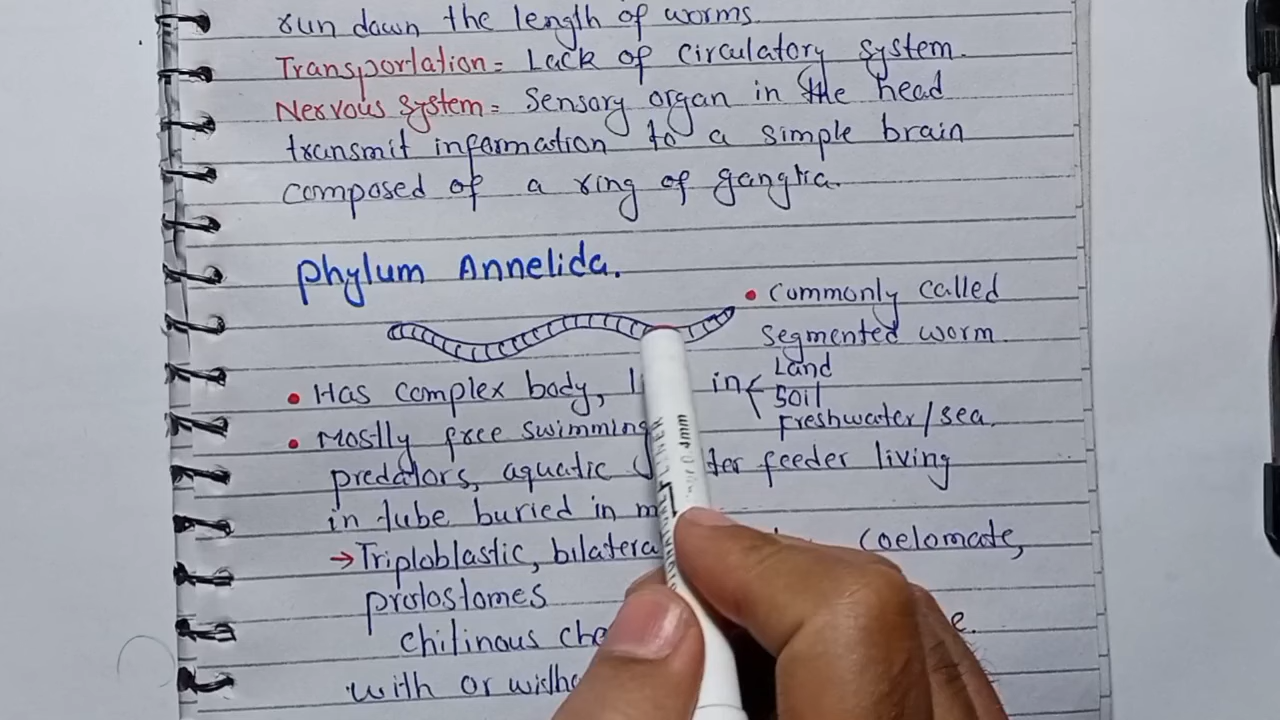 run down the length of worms.
Transportation = Lack of circulatory system.
Nervous system = Sensory organ in the head
transmit information to a simple brain
composed of a ring of ganglia.
Phylum Annelida.
• Commonly called
segmented worm.
• Has complex body, in Land
Soil
freshwater/sea.
• Mostly free swimming
predators, aquatic feeder living
in tube buried in
→ Triploblastic, coelomate,
protostomes
chitinous
with or